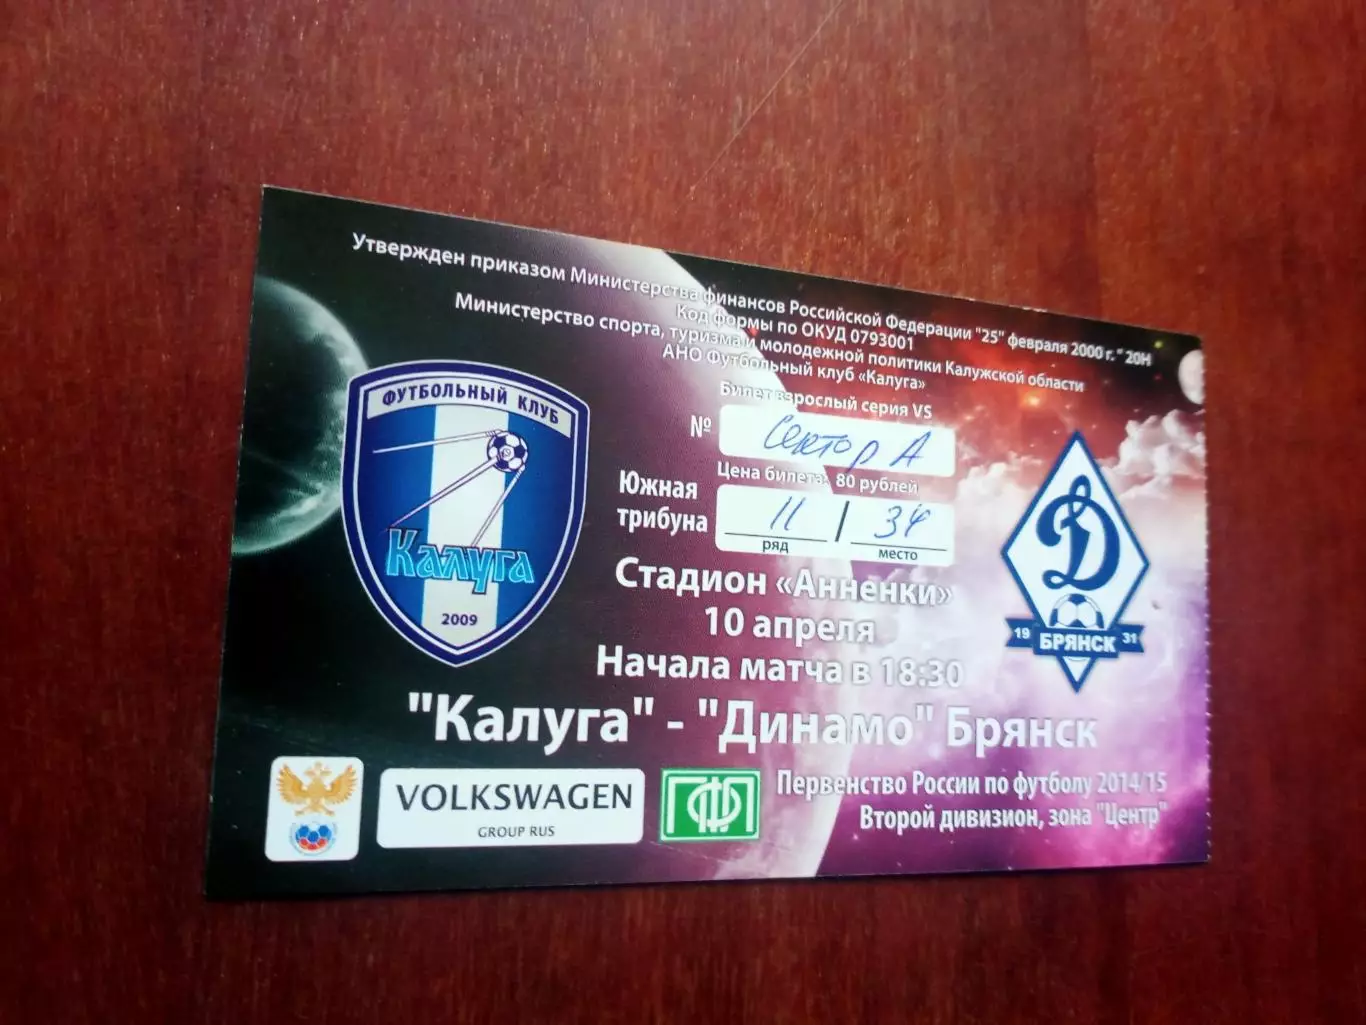 Утвержден приказом Министерства финансов Российской Федерации "25" февраля 2000 г. " 20Н
Код формы по ОКУД 0793001
Министерство спорта, туризма и молодежной политики Калужской области
АНО Футбольный клуб «Калуга»
Билет взрослый серия VS
№ Сектор А
Цена билета: 80 рублей
Южная трибуна
11 / 34
ряд место
Стадион «Анненки»
10 апреля
Начала матча в 18:30
"Калуга" - "Динамо" Брянск
Первенство России по футболу 2014/15
Второй дивизион, зона "Центр"
ФУТБОЛЬНЫЙ КЛУБ
Калуга
2009
Д
19 БРЯНСК 31
VOLKSWAGEN
GROUP RUS
ПФЛ